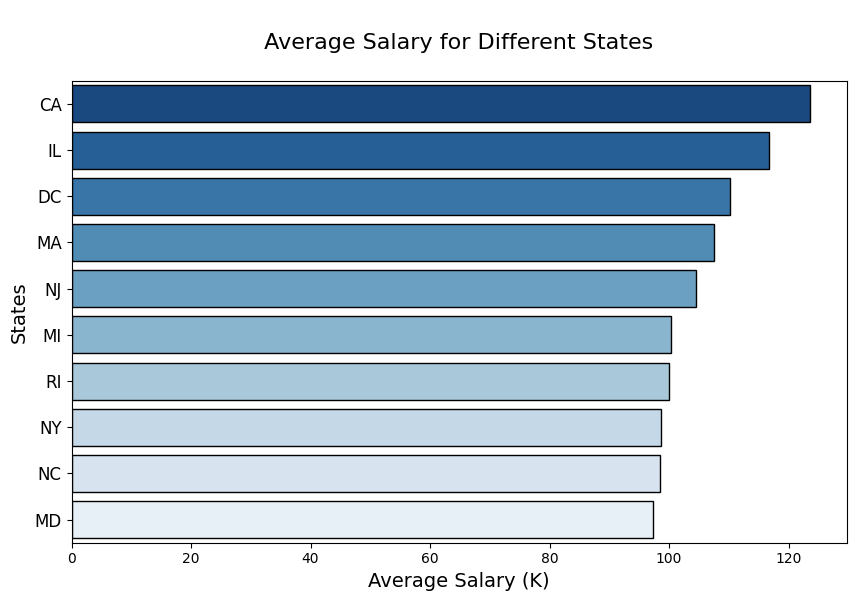 Average Salary for Different States
CA
IL
DC
MA
NJ
MI
RI
NY
NC
MD
States
0 20 40 60 80 100 120
Average Salary (K)